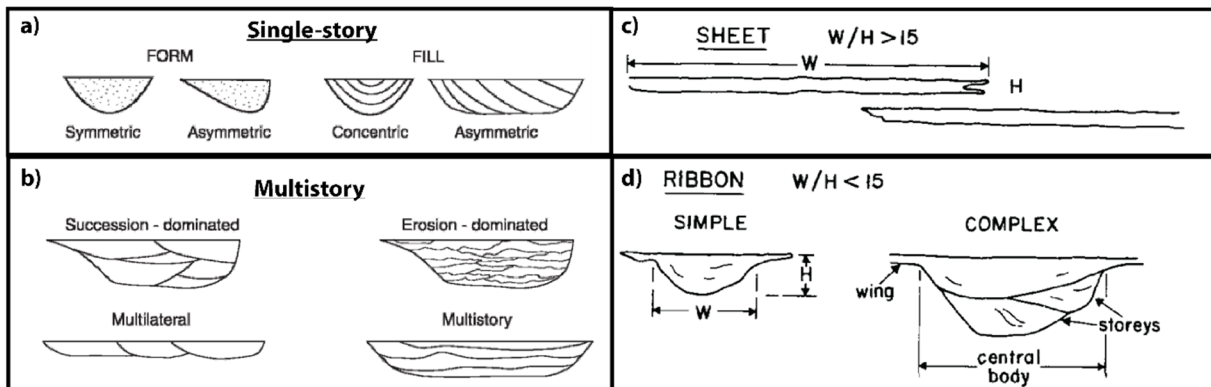 a)
Single-story
FORM
FILL
Symmetric
Asymmetric
Concentric
Asymmetric
b)
Multistory
Succession - dominated
Erosion - dominated
Multilateral
Multistory
c)
SHEET W/H > 15
W
H
d)
RIBBON W/H < 15
SIMPLE
COMPLEX
H
W
wing
storeys
central
body